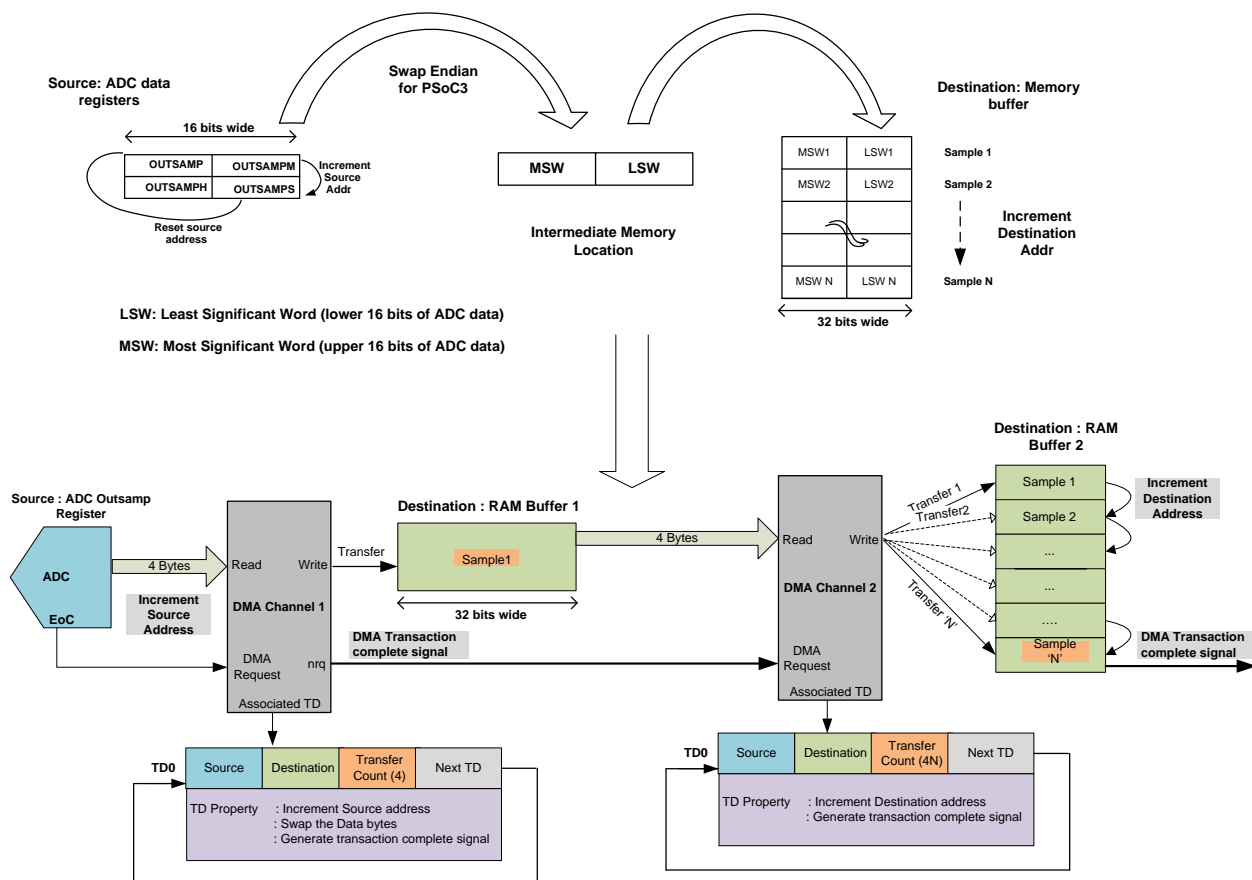 Source: ADC data
registers
16 bits wide
OUTSAMP
OUTSAMPM
OUTSAMPH
OUTSAMPS
Increment
Source
Addr
Reset source
address
Swap Endian
for PSoC3
MSW
LSW
Intermediate Memory
Location
Destination: Memory
buffer
MSW1
LSW1
Sample 1
MSW2
LSW2
Sample 2
Increment
Destination
Addr
MSW N
LSW N
Sample N
32 bits wide
LSW: Least Significant Word (lower 16 bits of ADC data)
MSW: Most Significant Word (upper 16 bits of ADC data)
Source : ADC Outsamp
Register
ADC
EoC
4 Bytes
Increment
Source
Address
Read
Write
DMA Channel 1
DMA
Request
nrq
Associated TD
Transfer
Destination : RAM Buffer 1
Sample1
32 bits wide
4 Bytes
DMA Transaction
complete signal
Read
Write
DMA Channel 2
DMA
Request
Associated TD
Transfer 1
Transfer2
Transfer 'N'
Destination : RAM
Buffer 2
Sample 1
Sample 2
...
...
....
Sample
'N'
Increment
Destination
Address
DMA Transaction
complete signal
TD0
Source
Destination
Transfer
Count (4)
Next TD
TD Property : Increment Source address
: Swap the Data bytes
: Generate transaction complete signal
TD0
Source
Destination
Transfer
Count (4N)
Next TD
TD Property : Increment Destination address
: Generate transaction complete signal